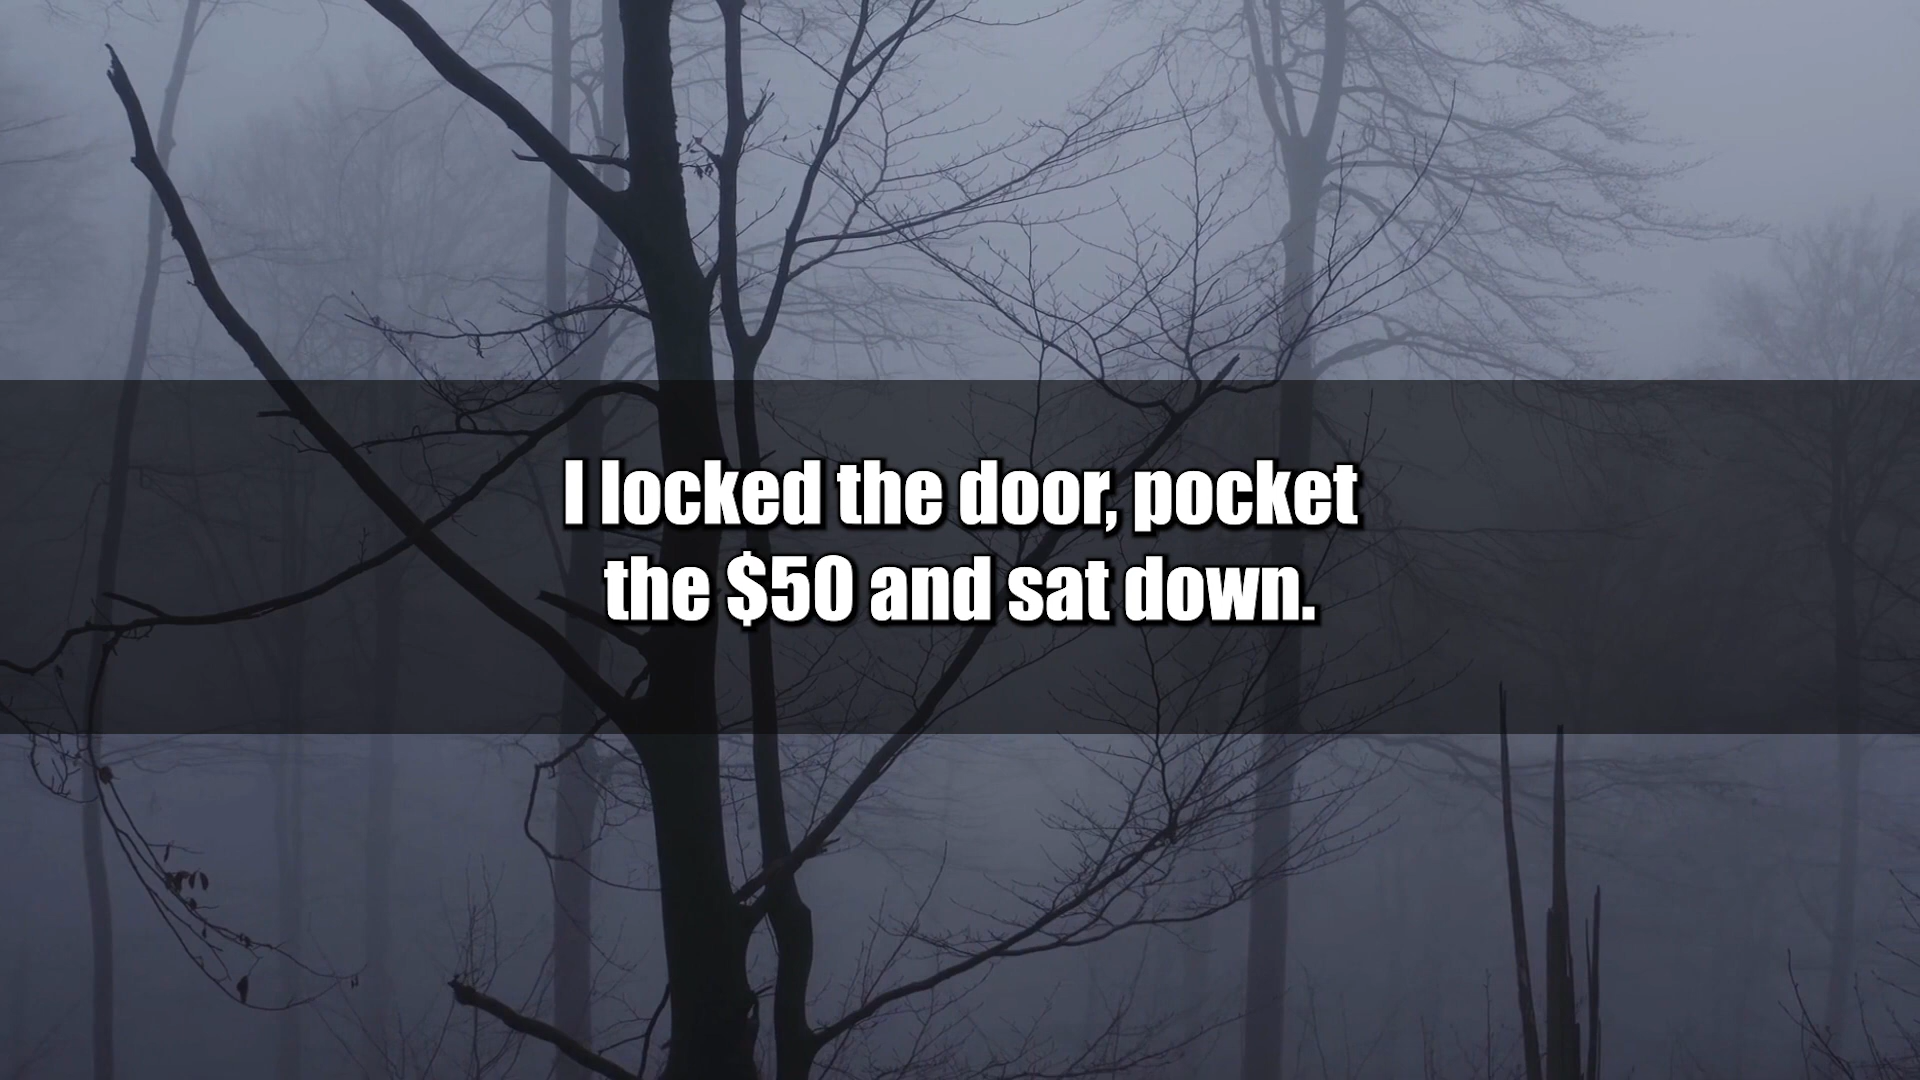 I locked the door, pocket
the $50 and sat down.